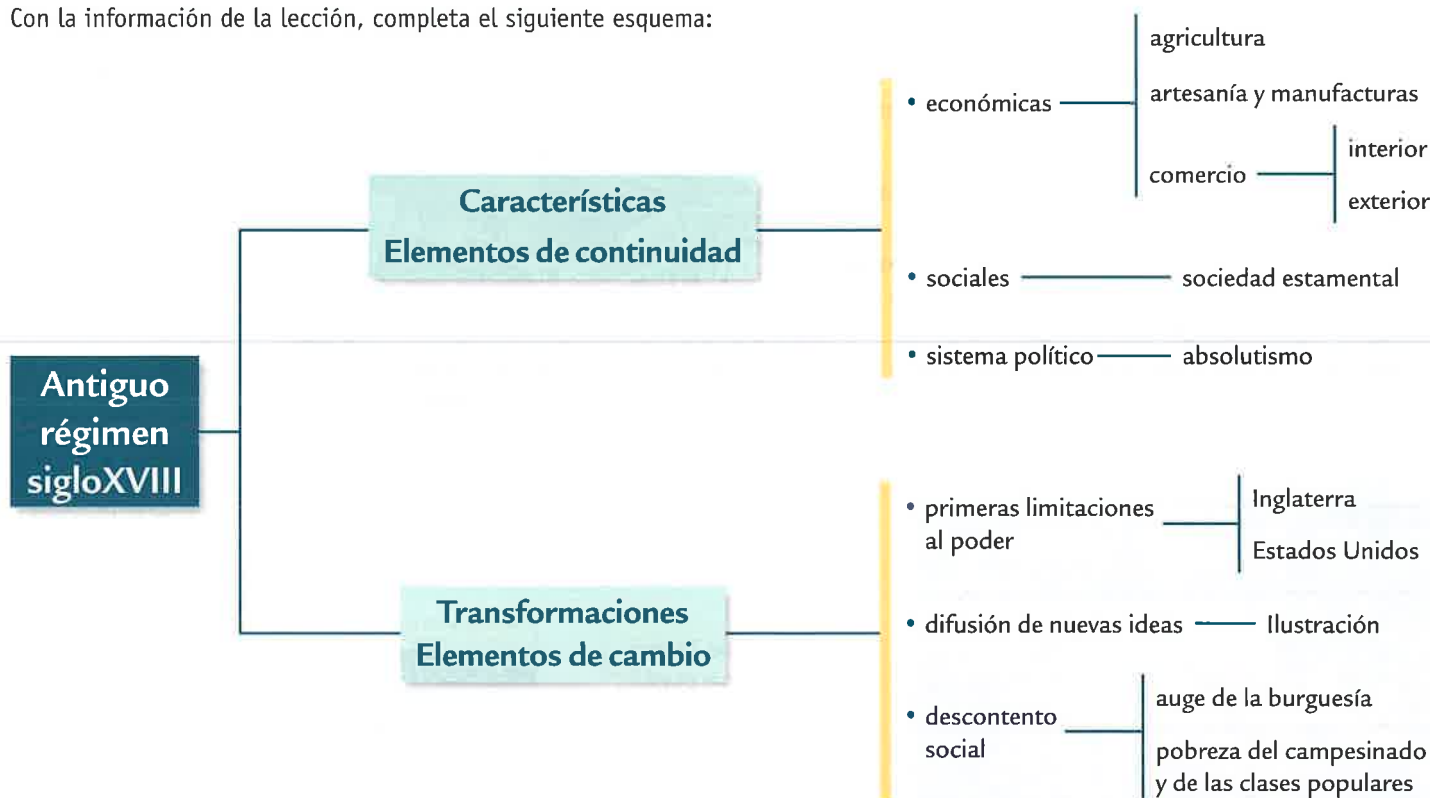 Con la información de la lección, completa el siguiente esquema:
Antiguo
régimen
sigloXVIII
Características
Elementos de continuidad
• económicas
agricultura
artesanía y manufacturas
comercio
interior
exterior
• sociales
sociedad estamental
• sistema político
absolutismo
Transformaciones
Elementos de cambio
• primeras limitaciones
al poder
Inglaterra
Estados Unidos
• difusión de nuevas ideas
Ilustración
• descontento
social
auge de la burguesía
pobreza del campesinado
y de las clases populares